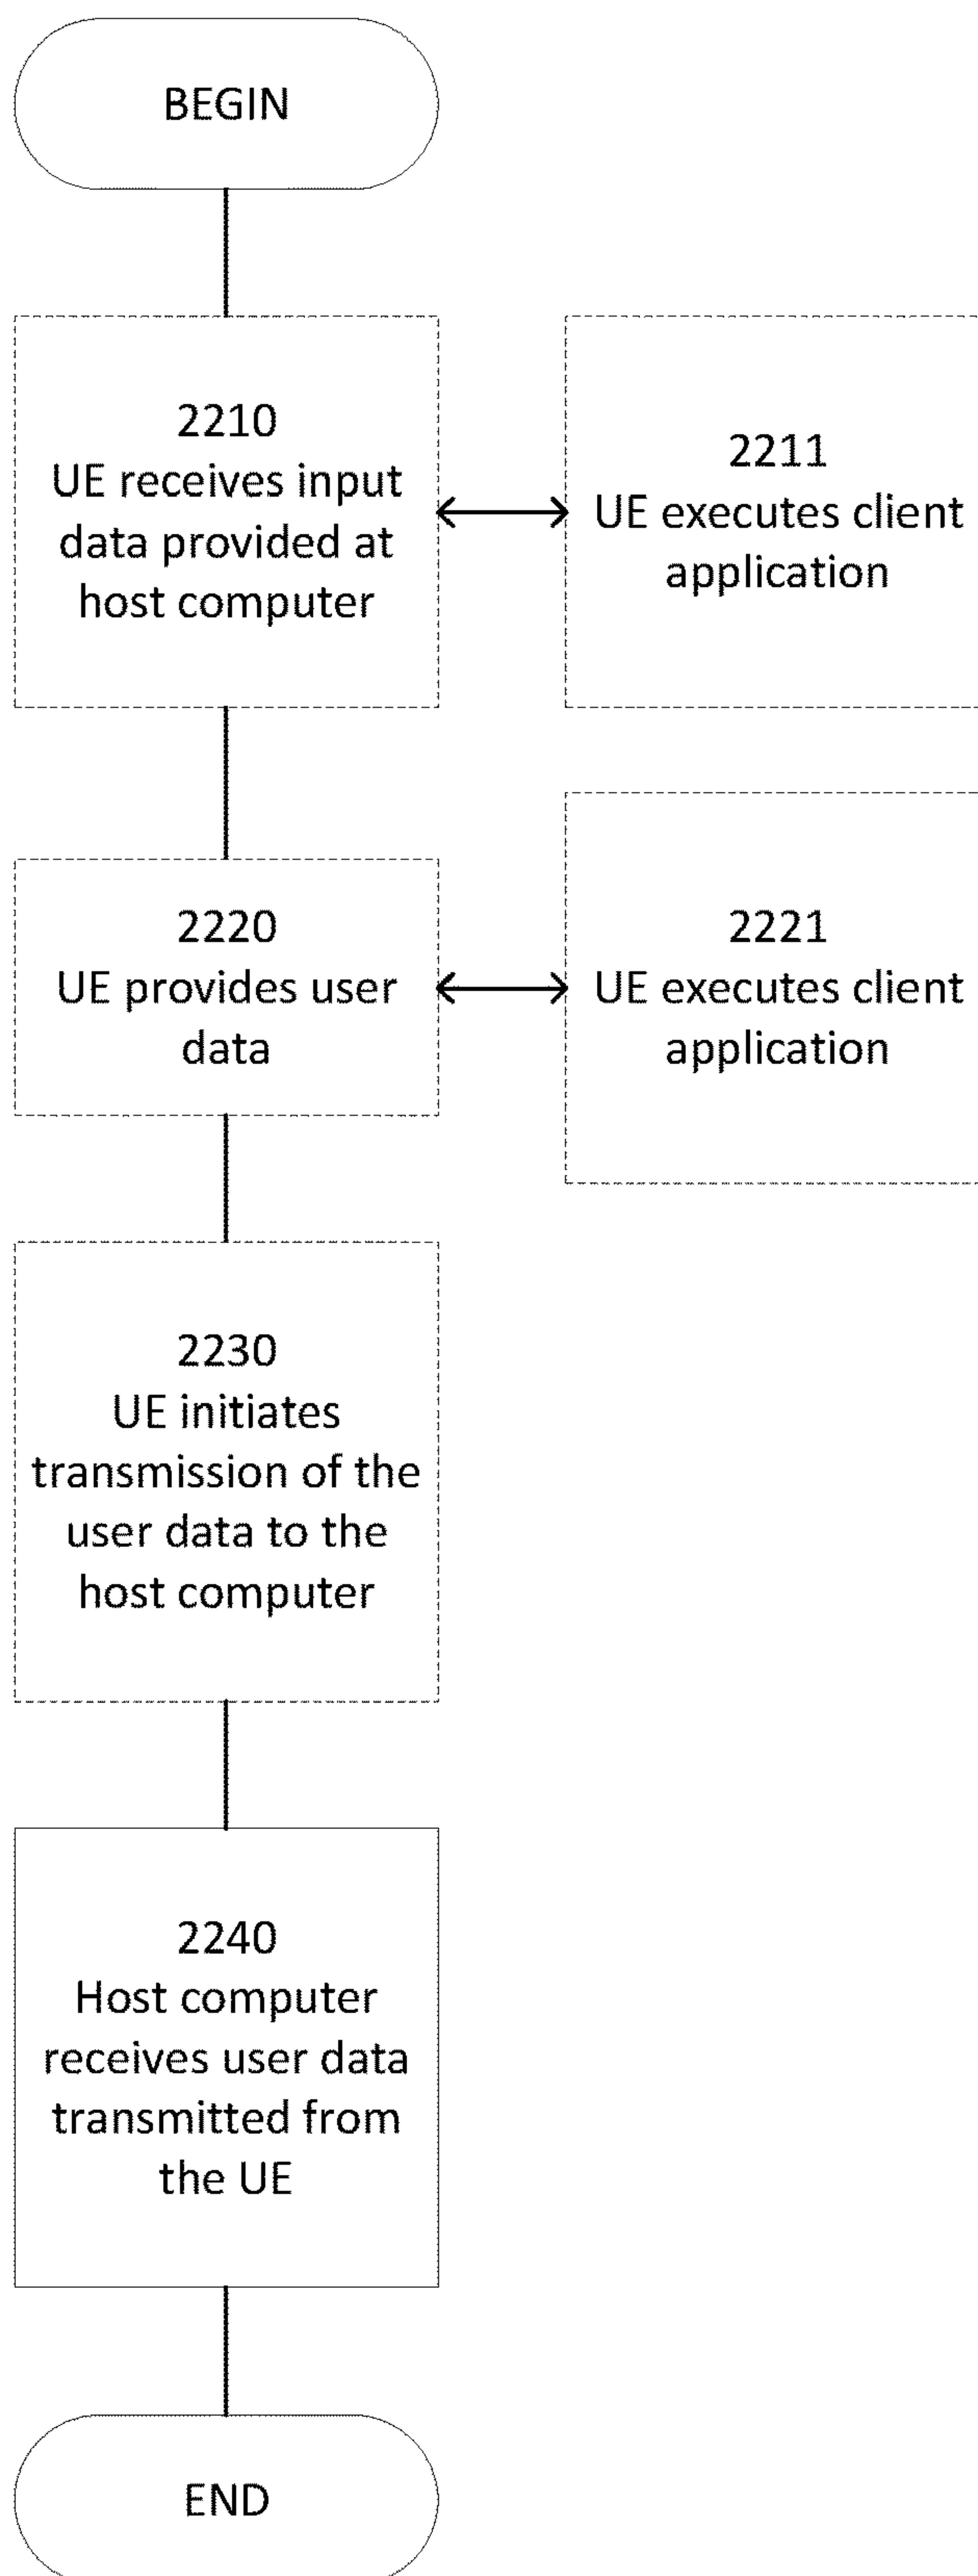 BEGIN
2210
UE receives input
data provided at
host computer
2211
UE executes client
application
2220
UE provides user
data
2221
UE executes client
application
2230
UE initiates
transmission of the
user data to the
host computer
2240
Host computer
receives user data
transmitted from
the UE
END